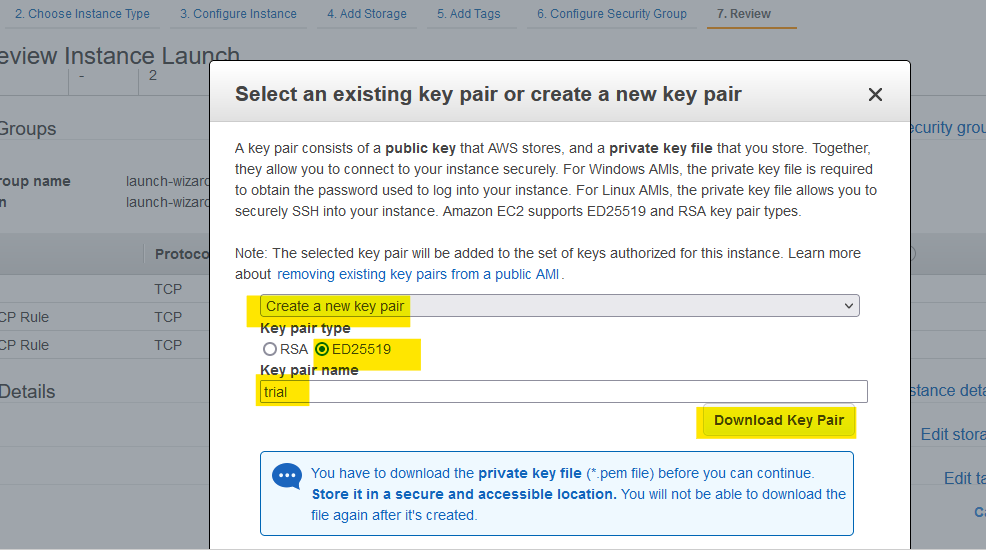 2. Choose Instance Type 3. Configure Instance 4. Add Storage 5. Add Tags 6. Configure Security Group 7. Review
eview Instance Launch
- 2
Select an existing key pair or create a new key pair
Groups
ecurity grou
A key pair consists of a public key that AWS stores, and a private key file that you store. Together,
they allow you to connect to your instance securely. For Windows AMIs, the private key file is required
to obtain the password used to log into your instance. For Linux AMIs, the private key file allows you to
securely SSH into your instance. Amazon EC2 supports ED25519 and RSA key pair types.
roup name launch-wizard
n launch-wizard
Note: The selected key pair will be added to the set of keys authorized for this instance. Learn more
about removing existing key pairs from a public AMI .
Protoco
TCP
CP Rule TCP
CP Rule TCP
Create a new key pair
Key pair type
RSA ED25519
Key pair name
trial
Download Key Pair
Details
stance deta
Edit stora
Edit ta
Ca
You have to download the private key file (*.pem file) before you can continue.
Store it in a secure and accessible location. You will not be able to download the
file again after it's created.